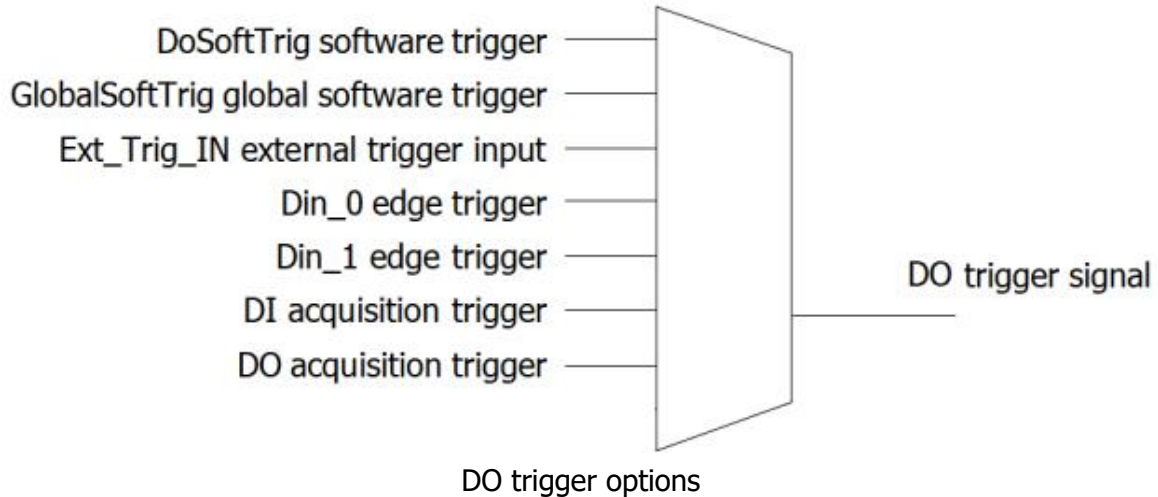 DoSoftTrig software trigger
GlobalSoftTrig global software trigger
Ext_Trig_IN external trigger input
Din_0 edge trigger
Din_1 edge trigger
DI acquisition trigger
DO acquisition trigger
DO trigger signal
DO trigger options